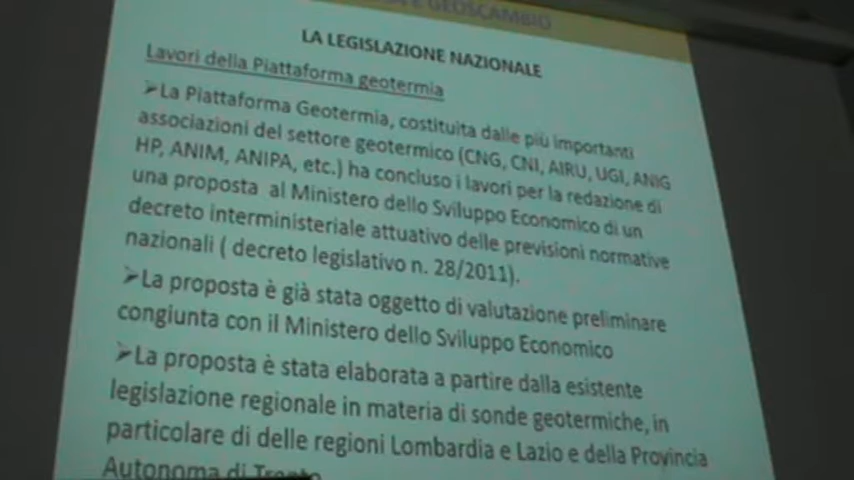 E GEOSCAMBIO
LA LEGISLAZIONE NAZIONALE
Lavori della Piattaforma geotermia
➢La Piattaforma Geotermia, costituita dalle più importanti
associazioni del settore geotermico (CNG, CNI, AIRU, UGI, ANIG
HP, ANIM, ANIPA, etc.) ha concluso i lavori per la redazione di
una proposta al Ministero dello Sviluppo Economico di un
decreto interministeriale attuativo delle previsioni normative
nazionali ( decreto legislativo n. 28/2011).
➢La proposta è già stata oggetto di valutazione preliminare
congiunta con il Ministero dello Sviluppo Economico
➢La proposta è stata elaborata a partire dalla esistente
legislazione regionale in materia di sonde geotermiche, in
particolare di delle regioni Lombardia e Lazio e della Provincia
Autonoma di Trento